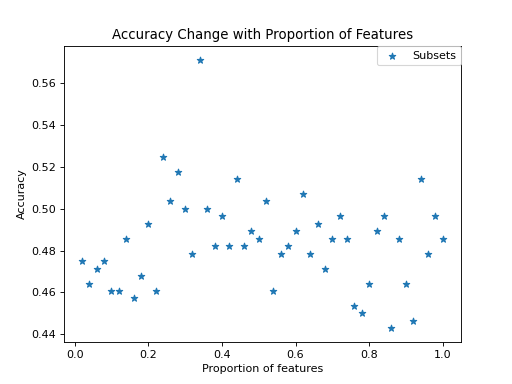 Accuracy Change with Proportion of Features
Subsets
0.56
0.54
0.52
0.50
0.48
0.46
0.44
Accuracy
0.0 0.2 0.4 0.6 0.8 1.0
Proportion of features